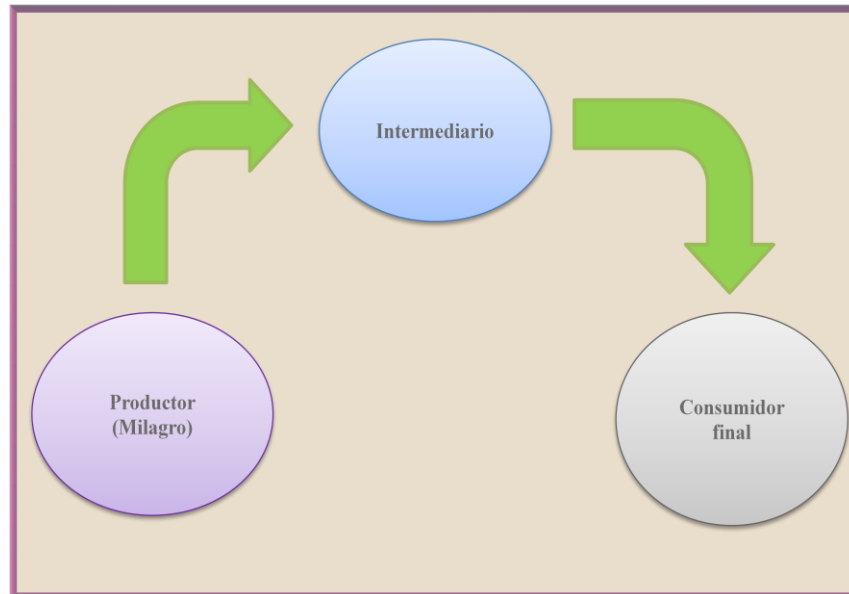 Intermediario
Productor
(Milagro)
Consumidor
final